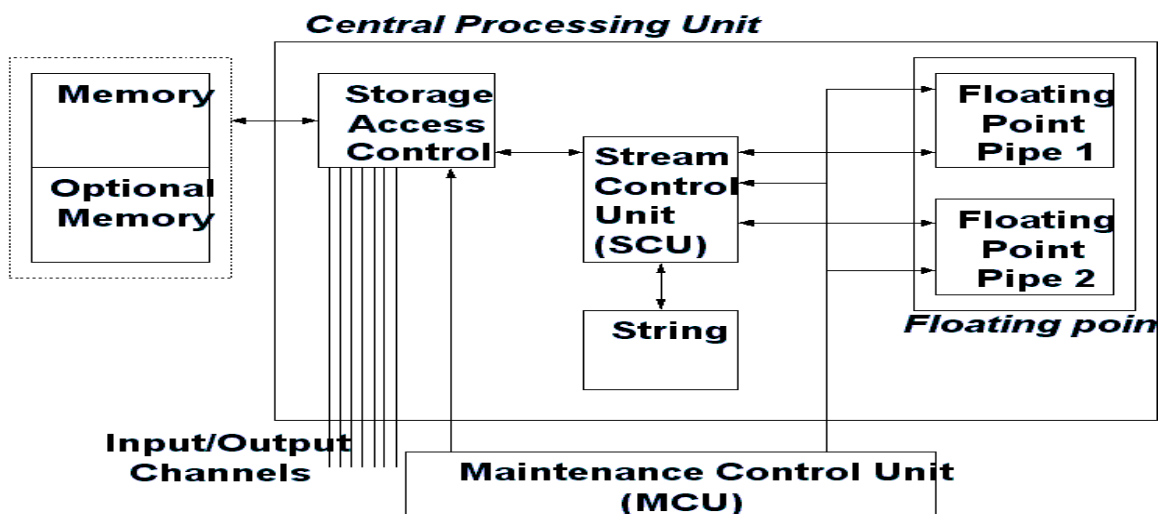 Central Processing Unit
Memory
Optional
Memory
Storage
Access
Control
Stream
Control
Unit
(SCU)
String
Floating
Point
Pipe 1
Floating
Point
Pipe 2
Floating poin
Input/Output
Channels
Maintenance Control Unit
(MCU)